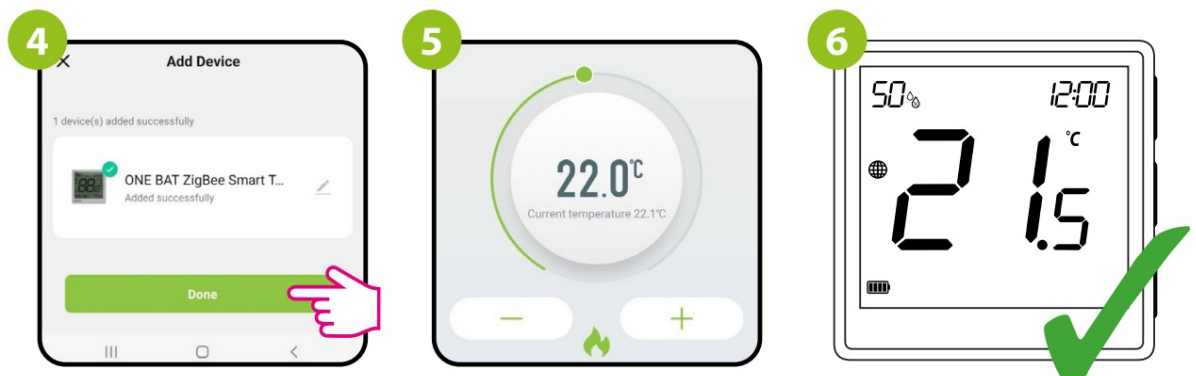 4
Add Device
1 device(s) added successfully
ONE BAT ZigBee Smart T...
Added successfully
Done
5
22.0°C
Current temperature 22.1°C
6
50%
12:00
21.5 °C